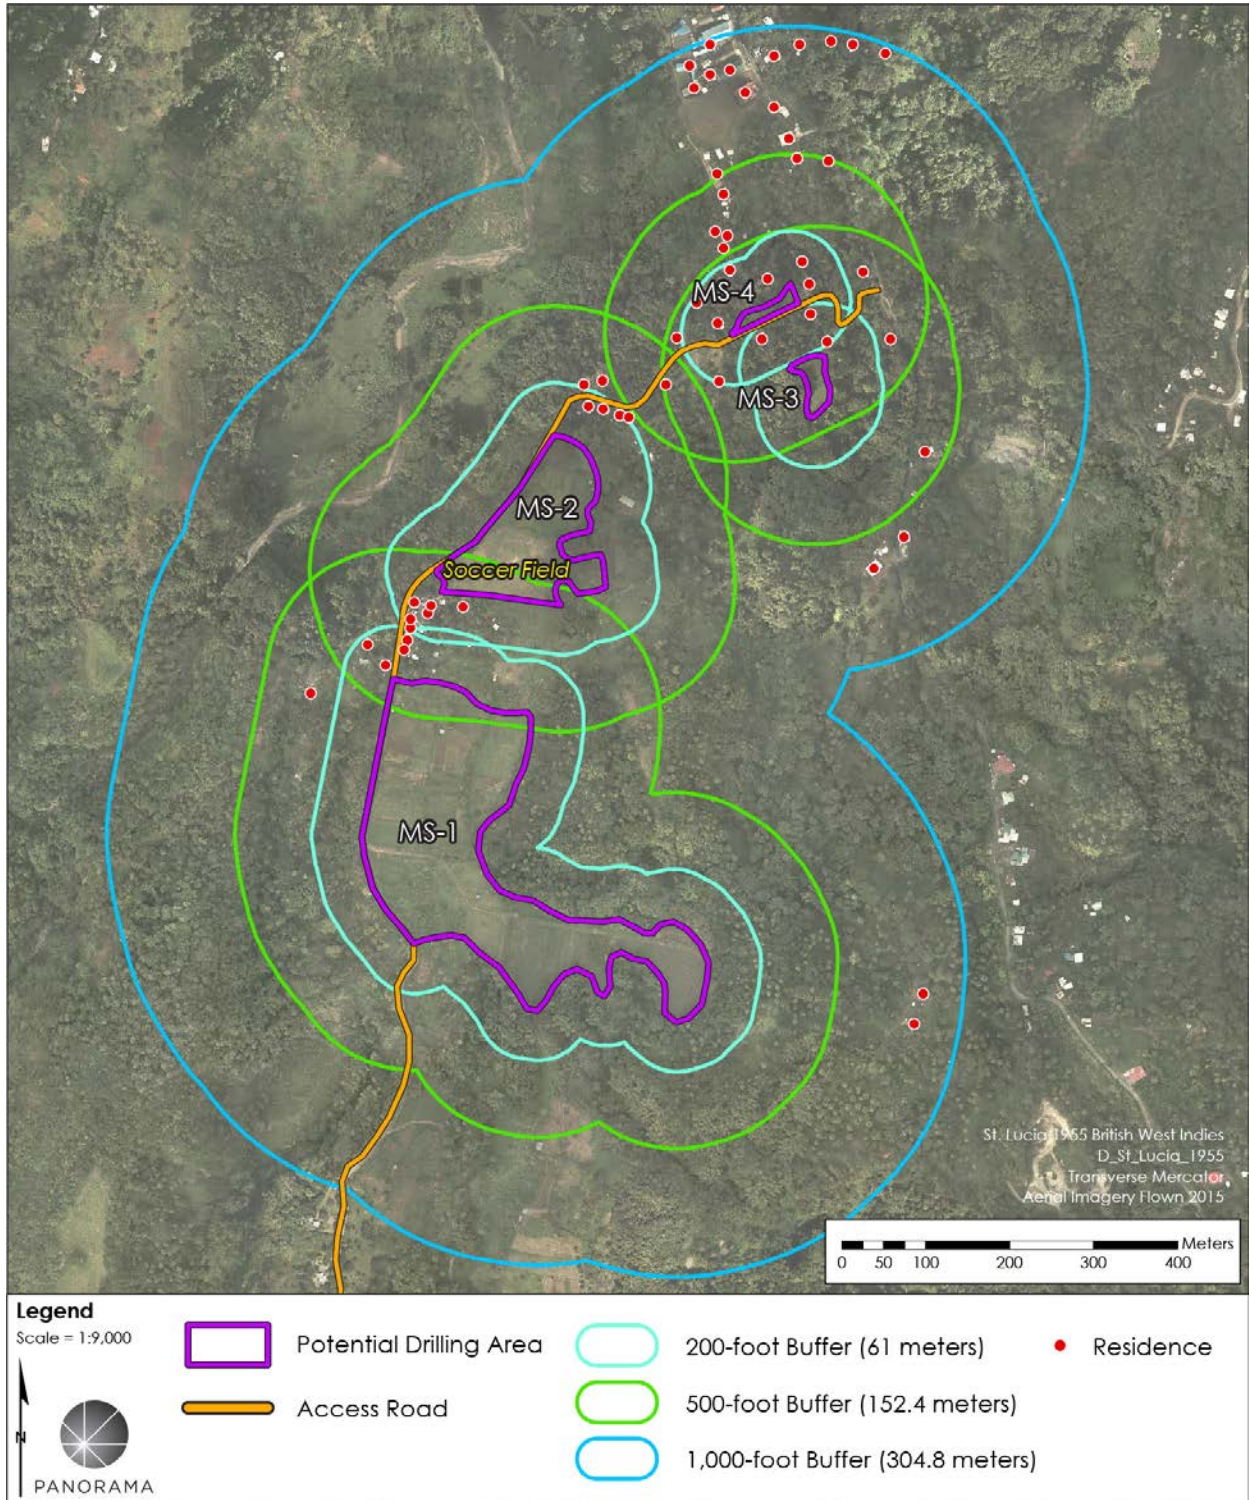 MS-4
MS-3
MS-2
Soccer Field
MS-1
St. Lucia_1955 British West Indies
D_St_Lucia_1955
Transverse Mercator
Aerial Imagery Flown 2015
Meters
0 50 100 200 300 400
Legend
Scale = 1:9,000
N
PANORAMA
Potential Drilling Area
Access Road
200-foot Buffer (61 meters)
500-foot Buffer (152.4 meters)
1,000-foot Buffer (304.8 meters)
Residence